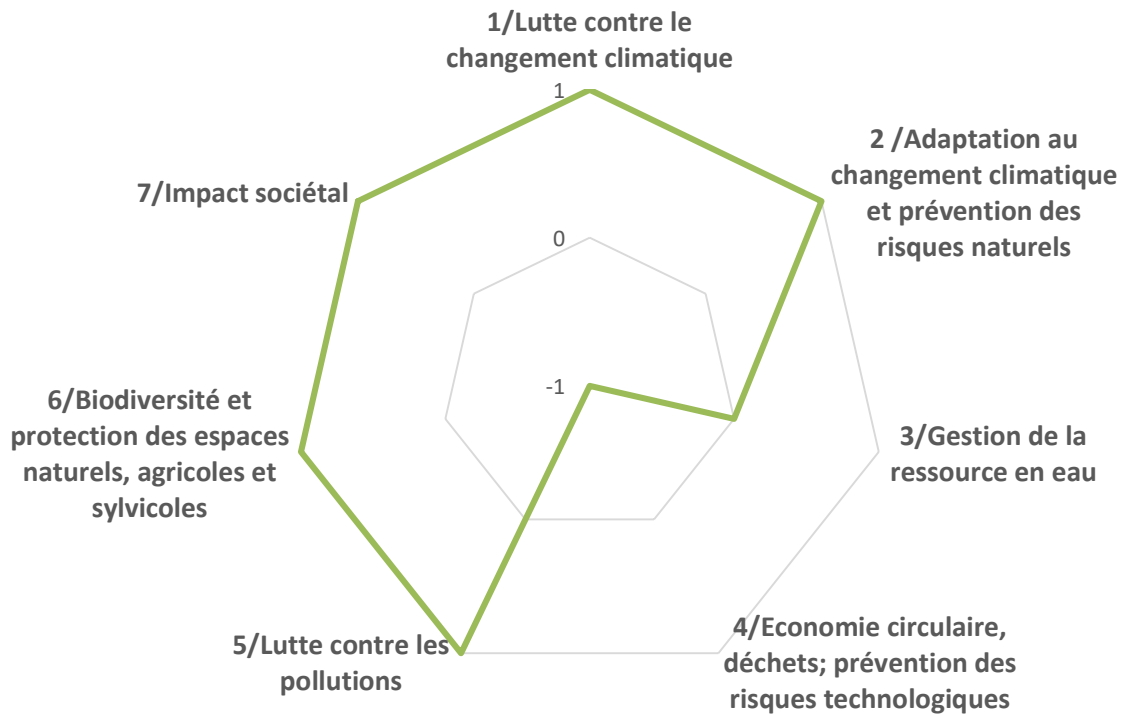 1/Lutte contre le
changement climatique
1
2 /Adaptation au
changement climatique
et prévention des
risques naturels
7/Impact sociétal
0
-1
6/Biodiversité et
protection des espaces
naturels, agricoles et
sylvicoles
3/Gestion de la
ressource en eau
5/Lutte contre les
pollutions
4/Economie circulaire,
déchets; prévention des
risques technologiques